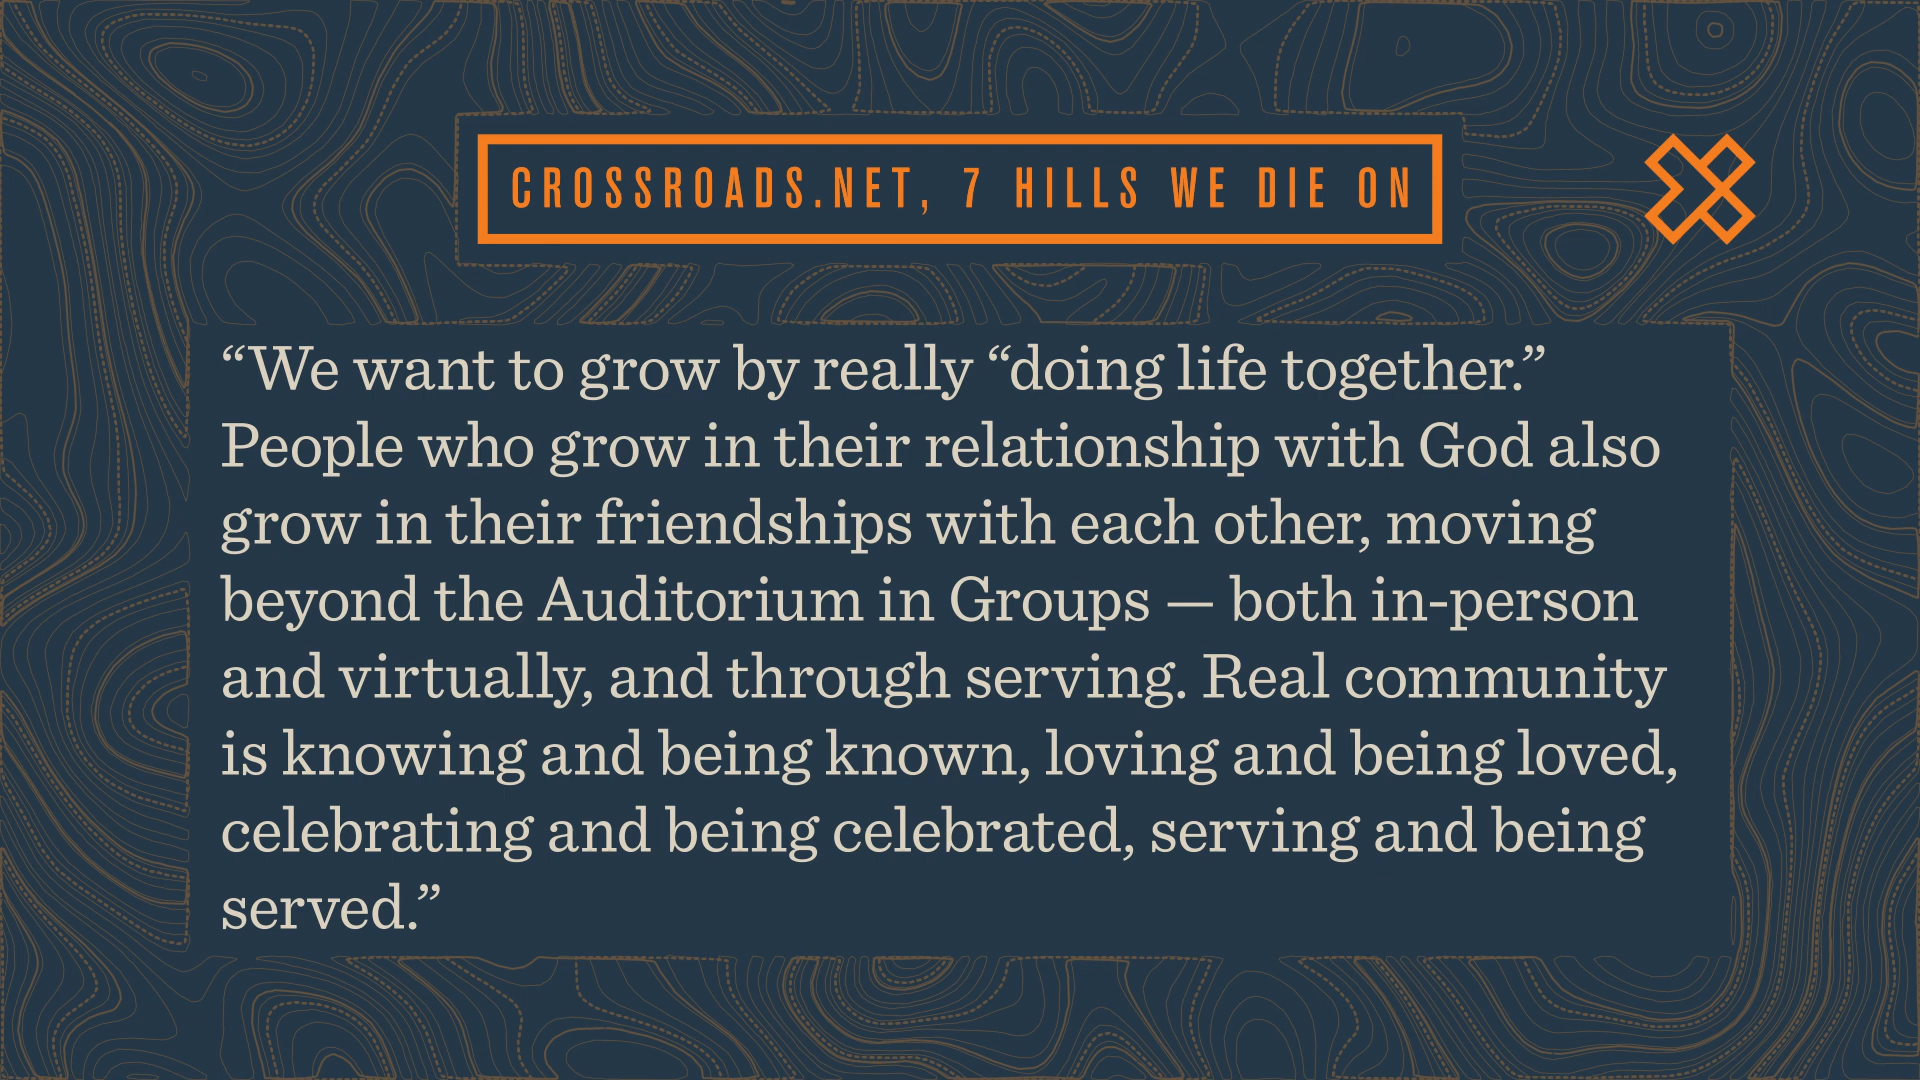 CROSSROADS.NET, 7 HILLS WE DIE ON
“We want to grow by really “doing life together.”
People who grow in their relationship with God also
grow in their friendships with each other, moving
beyond the Auditorium in Groups — both in-person
and virtually, and through serving. Real community
is knowing and being known, loving and being loved,
celebrating and being celebrated, serving and being
served.”